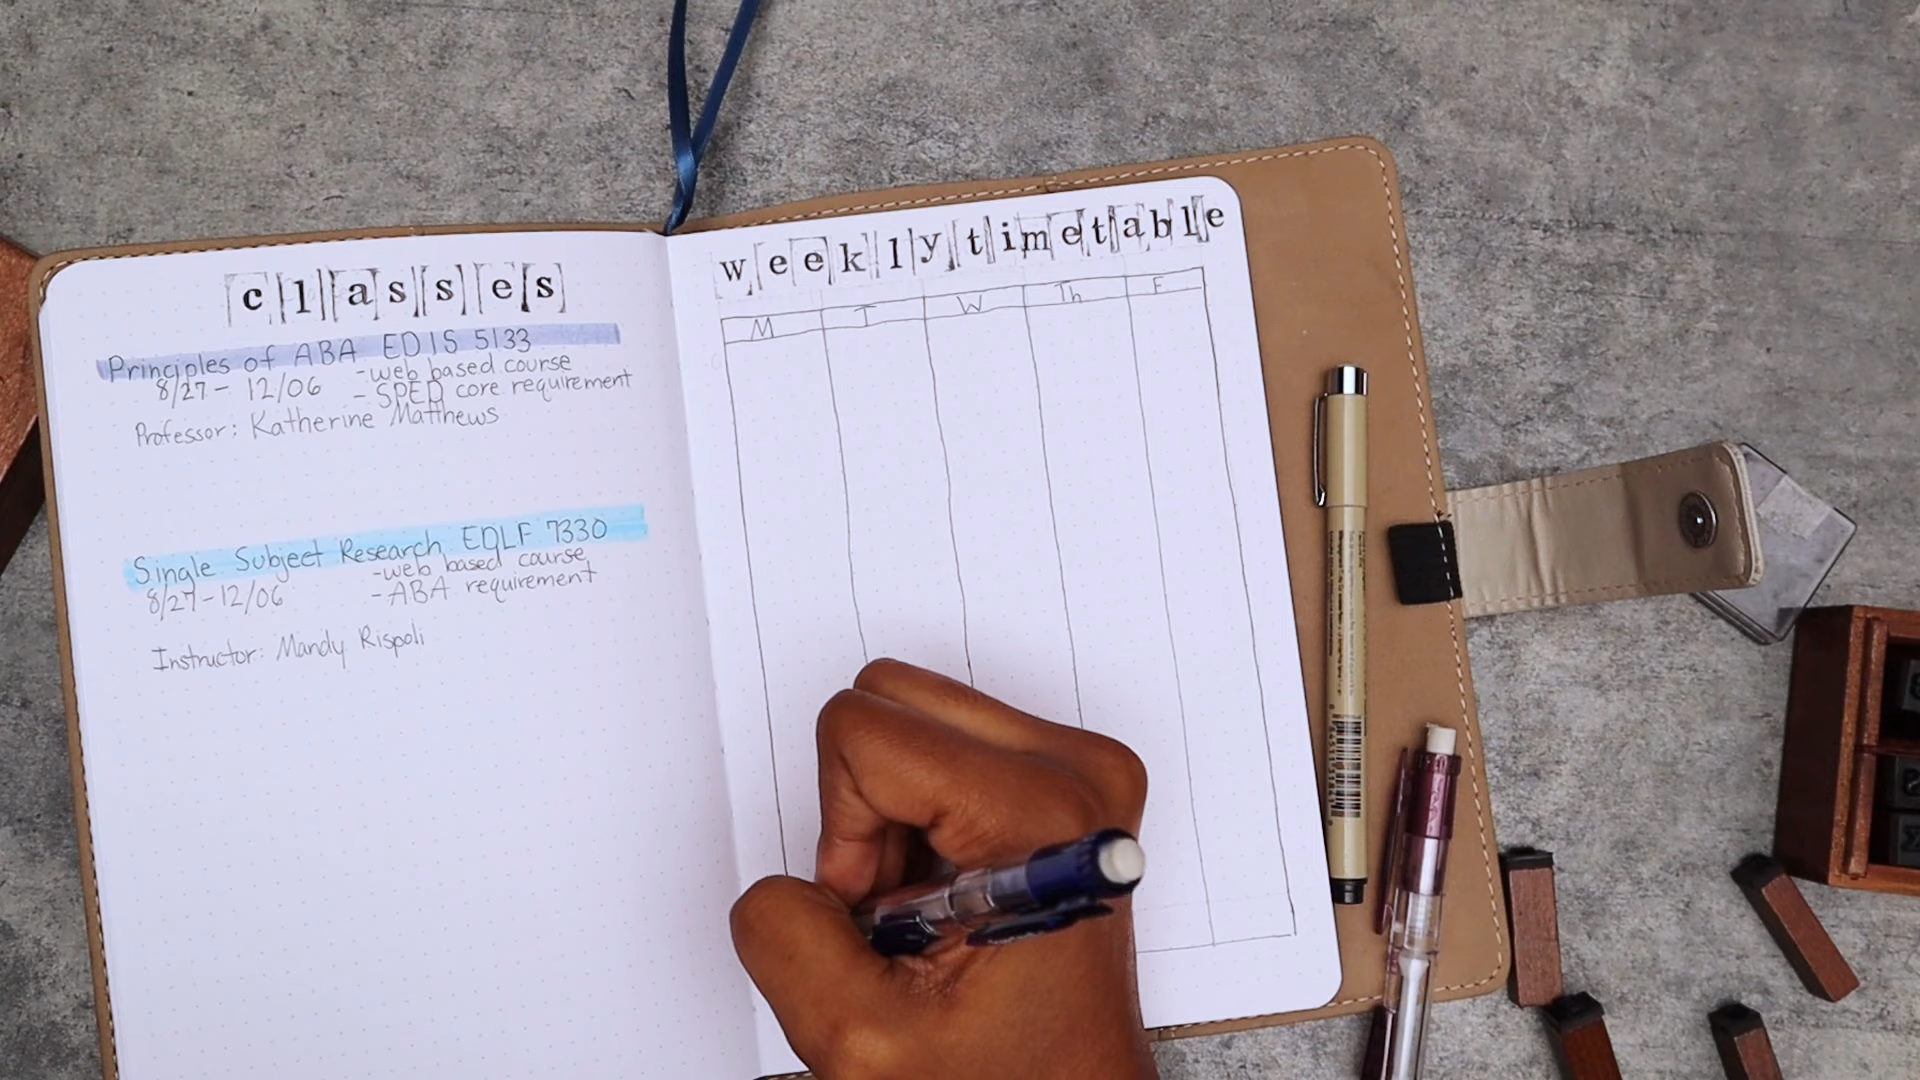 classes
Principles of ABA EDIS 5133
8/27 - 12/06 -web based course
- SPED core requirement
Professor: Katherine Matthews
Single Subject Research EDLF 7330
8/27-12/06 -web based course
-ABA requirement
Instructor: Mandy Rispoli
weekly timetable
M T W Th F